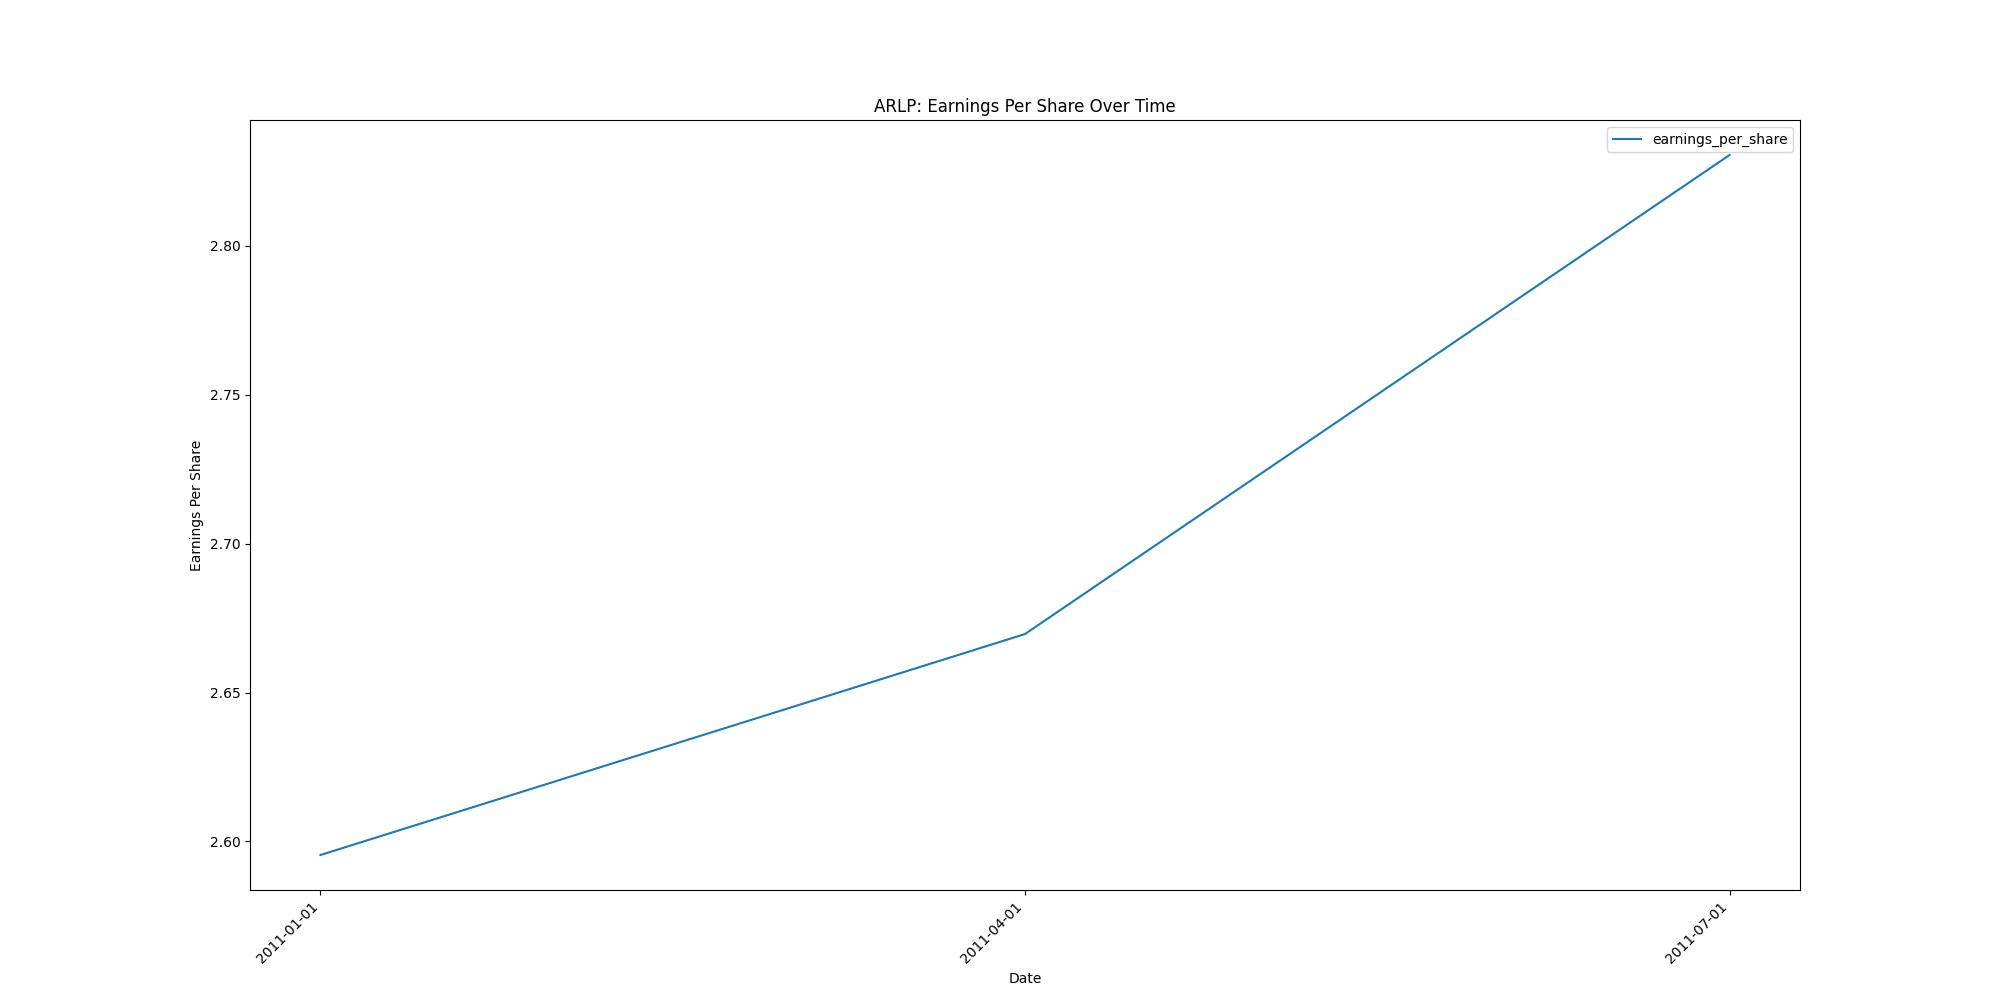 ARLP: Earnings Per Share Over Time
earnings_per_share
2.80
2.75
2.70
2.65
2.60
Earnings Per Share
2011-01-01
2011-04-01
2011-07-01
Date